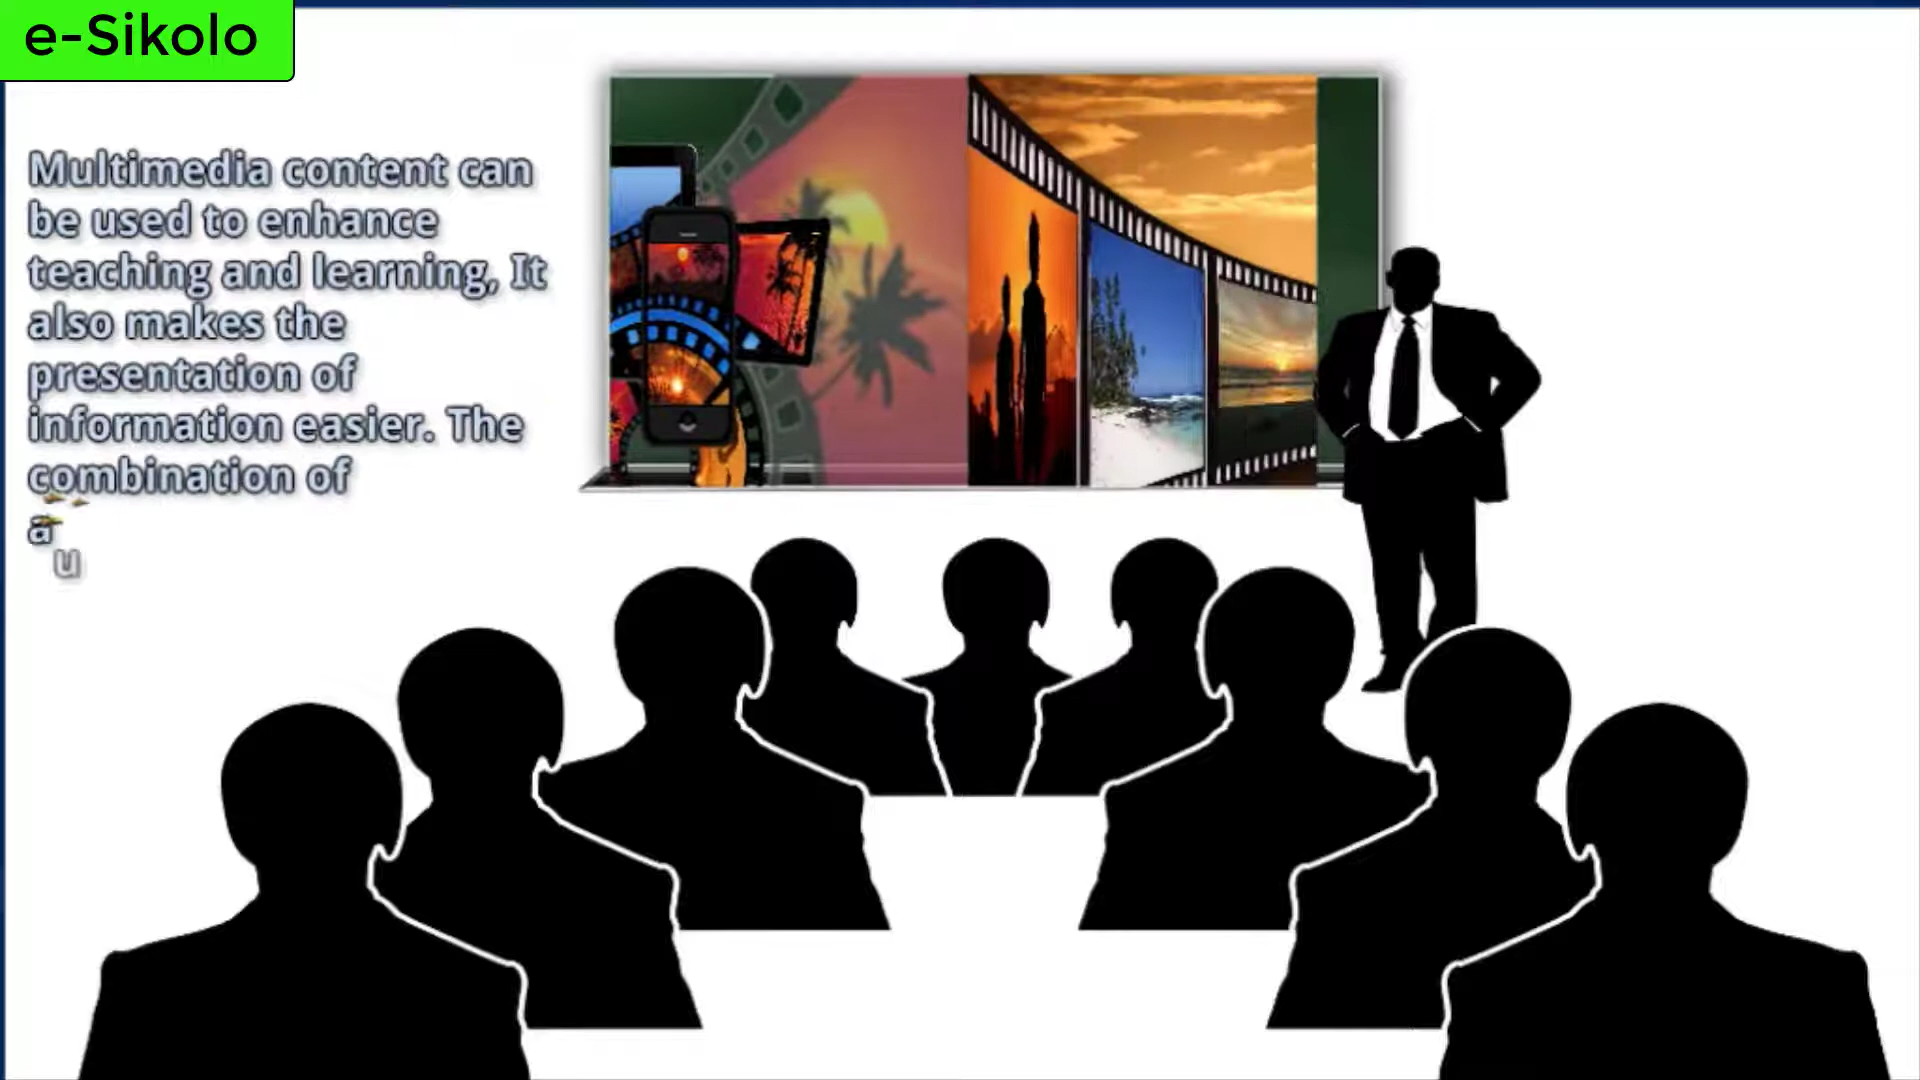 e-Sikolo
Multimedia content can
be used to enhance
teaching and learning, It
also makes the
presentation of
information easier. The
combination of
a
u